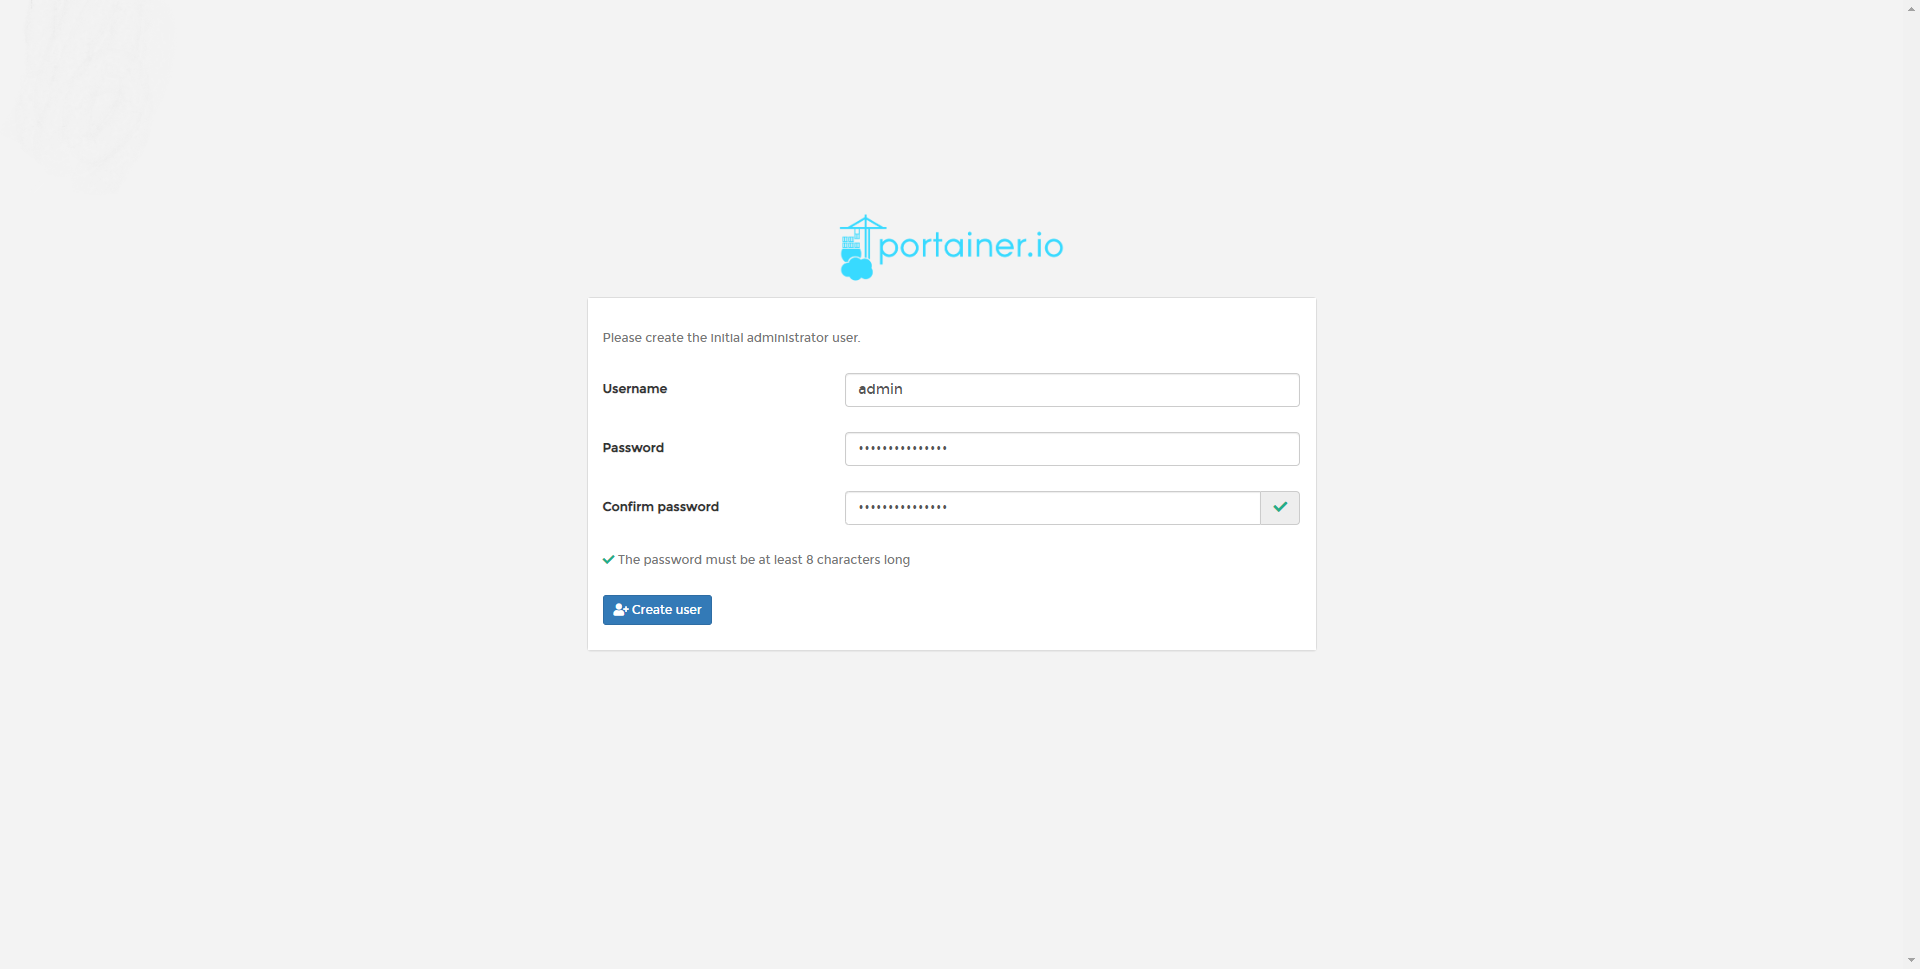 portainer.io
Please create the initial administrator user.
Username
admin
Password
•••••••••••••••
Confirm password
•••••••••••••••
The password must be at least 8 characters long
Create user